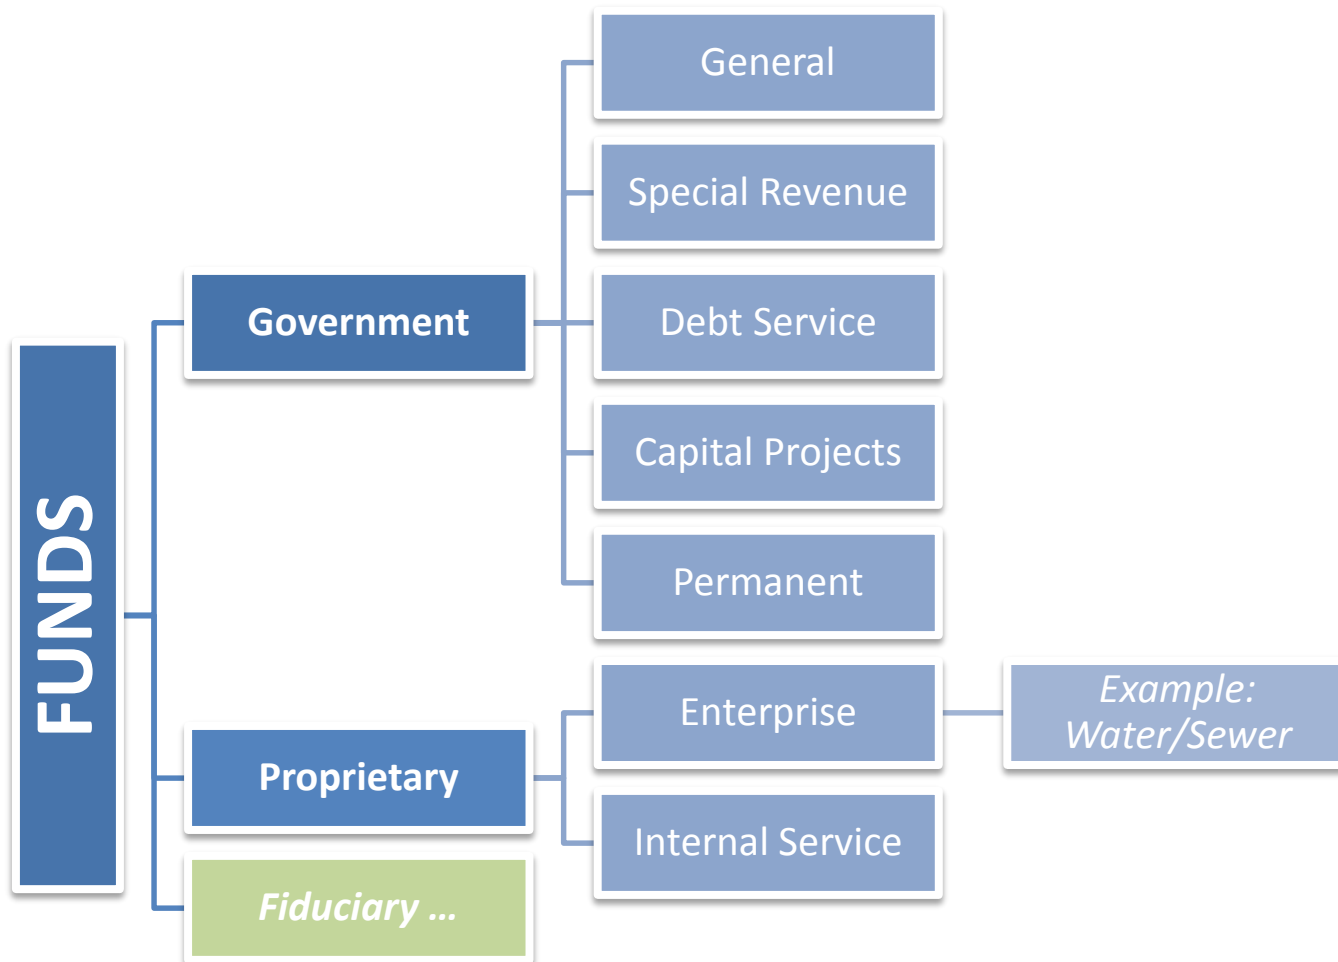 FUNDS
Government
General
Special Revenue
Debt Service
Capital Projects
Permanent
Proprietary
Enterprise
Example:
Water/Sewer
Internal Service
Fiduciary ...